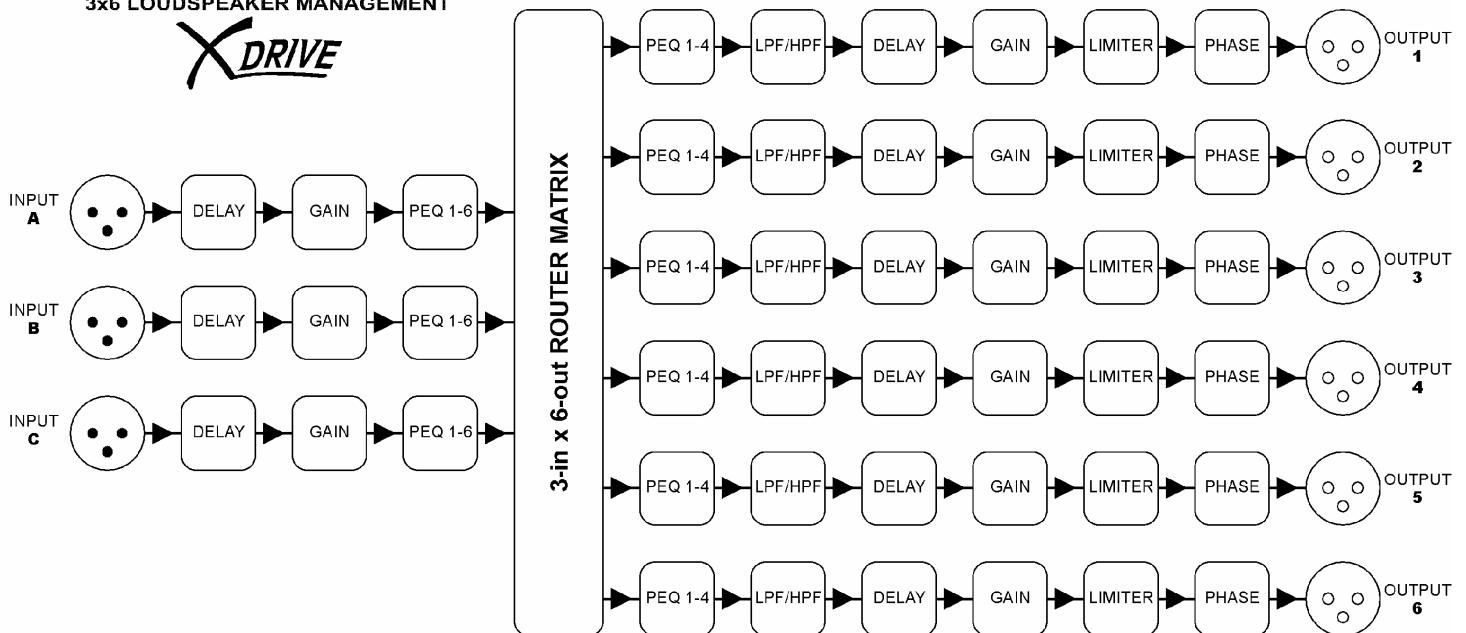 3x6 LOUDSPEAKER MANAGEMENT
XDRIVE
INPUT
A
DELAY
GAIN
PEQ 1-6
INPUT
B
DELAY
GAIN
PEQ 1-6
INPUT
C
DELAY
GAIN
PEQ 1-6
3-in x 6-out ROUTER MATRIX
PEQ 1-4
LPF/HPF
DELAY
GAIN
LIMITER
PHASE
OUTPUT
1
PEQ 1-4
LPF/HPF
DELAY
GAIN
LIMITER
PHASE
OUTPUT
2
PEQ 1-4
LPF/HPF
DELAY
GAIN
LIMITER
PHASE
OUTPUT
3
PEQ 1-4
LPF/HPF
DELAY
GAIN
LIMITER
PHASE
OUTPUT
4
PEQ 1-4
LPF/HPF
DELAY
GAIN
LIMITER
PHASE
OUTPUT
5
PEQ 1-4
LPF/HPF
DELAY
GAIN
LIMITER
PHASE
OUTPUT
6